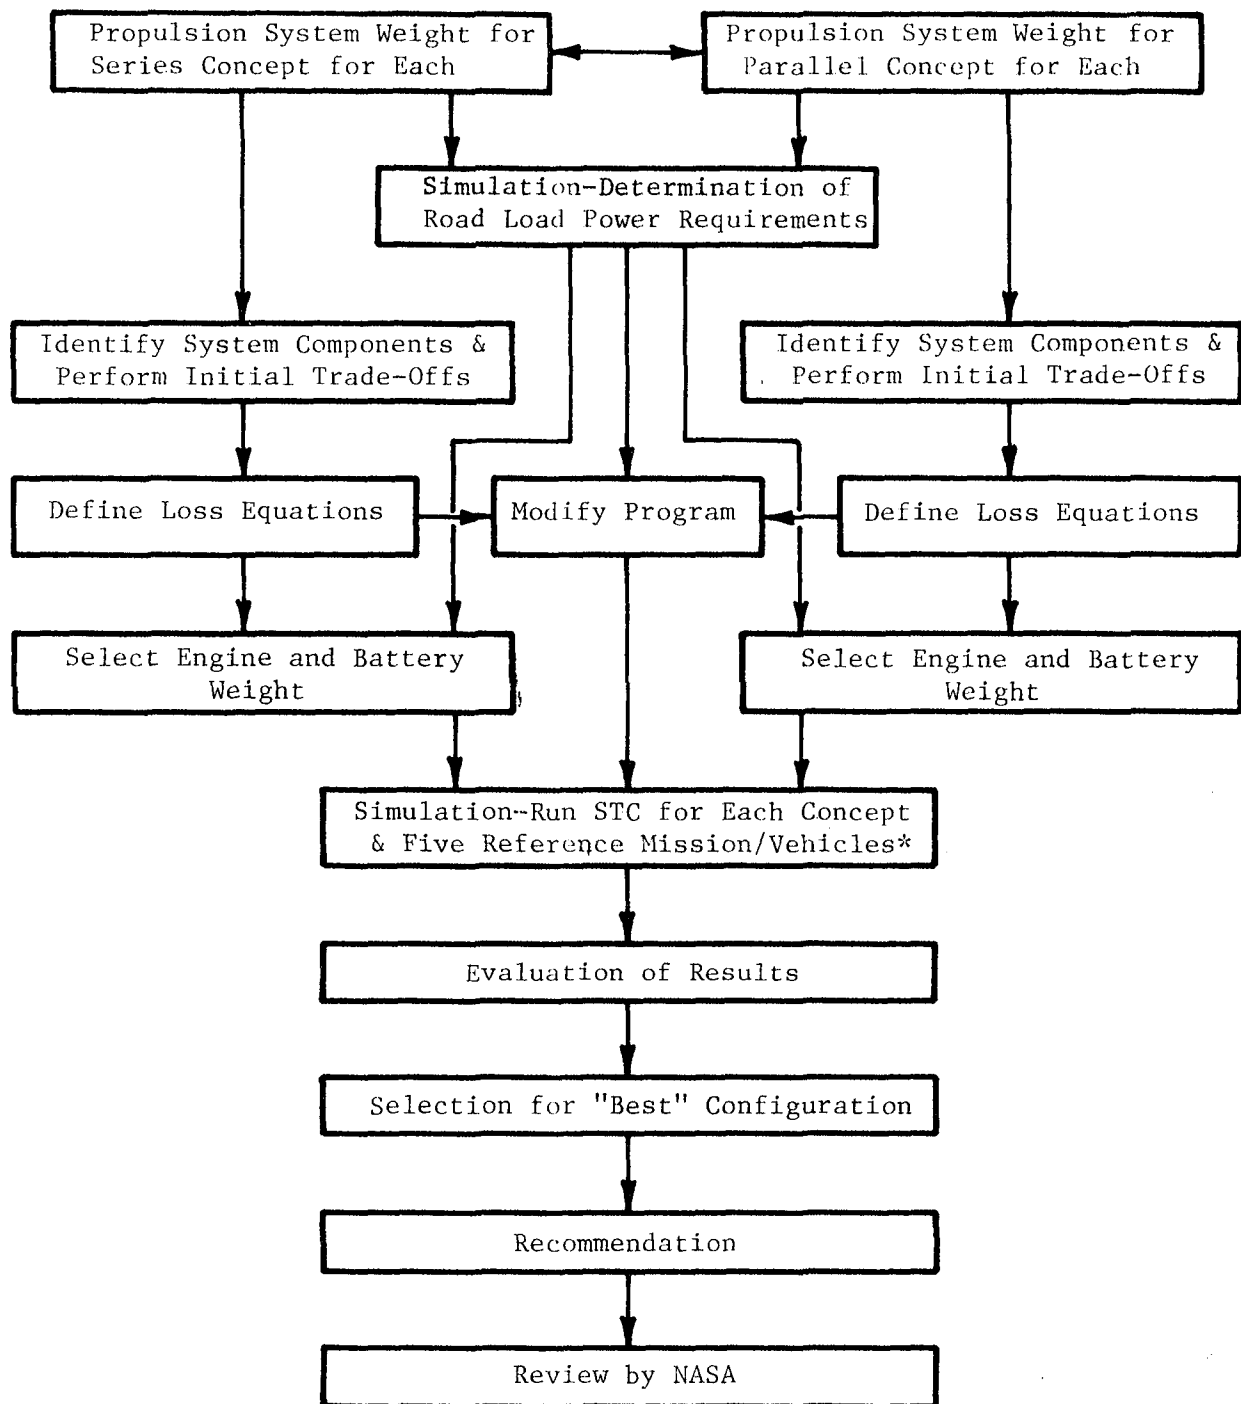 Propulsion System Weight for
Series Concept for Each
Propulsion System Weight for
Parallel Concept for Each
Simulation-Determination of
Road Load Power Requirements
Identify System Components &
Perform Initial Trade-Offs
Identify System Components &
Perform Initial Trade-Offs
Define Loss Equations
Modify Program
Define Loss Equations
Select Engine and Battery
Weight
Select Engine and Battery
Weight
Simulation--Run STC for Each Concept
& Five Reference Mission/Vehicles*
Evaluation of Results
Selection for "Best" Configuration
Recommendation
Review by NASA